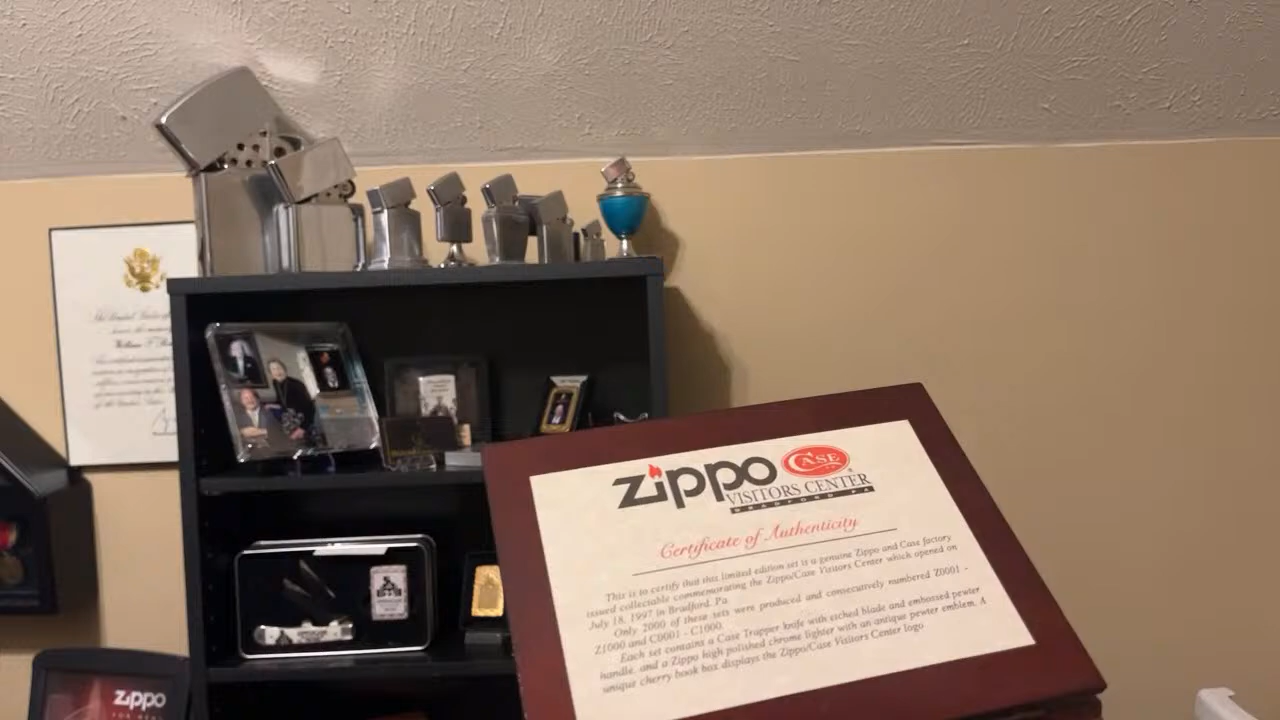 zippo
CASE
VISITORS CENTER
BRADFORD PA
Certificate of Authenticity
This is to certify that this limited edition set is a genuine Zippo and Case factory
issued collectable commemorating the Zippo/Case Visitors Center which opened on
July 18, 1997 in Bradford, Pa.
Only 2000 of these sets were produced and consecutively numbered Z0001 -
Z1000 and C0001 - C1000.
Each set contains a Case Trapper knife with etched blade and embossed pewter
handle, and a Zippo high polished chrome lighter with an antique pewter emblem. A
unique cherry book box displays the Zippo/Case Visitors Center logo
zippo